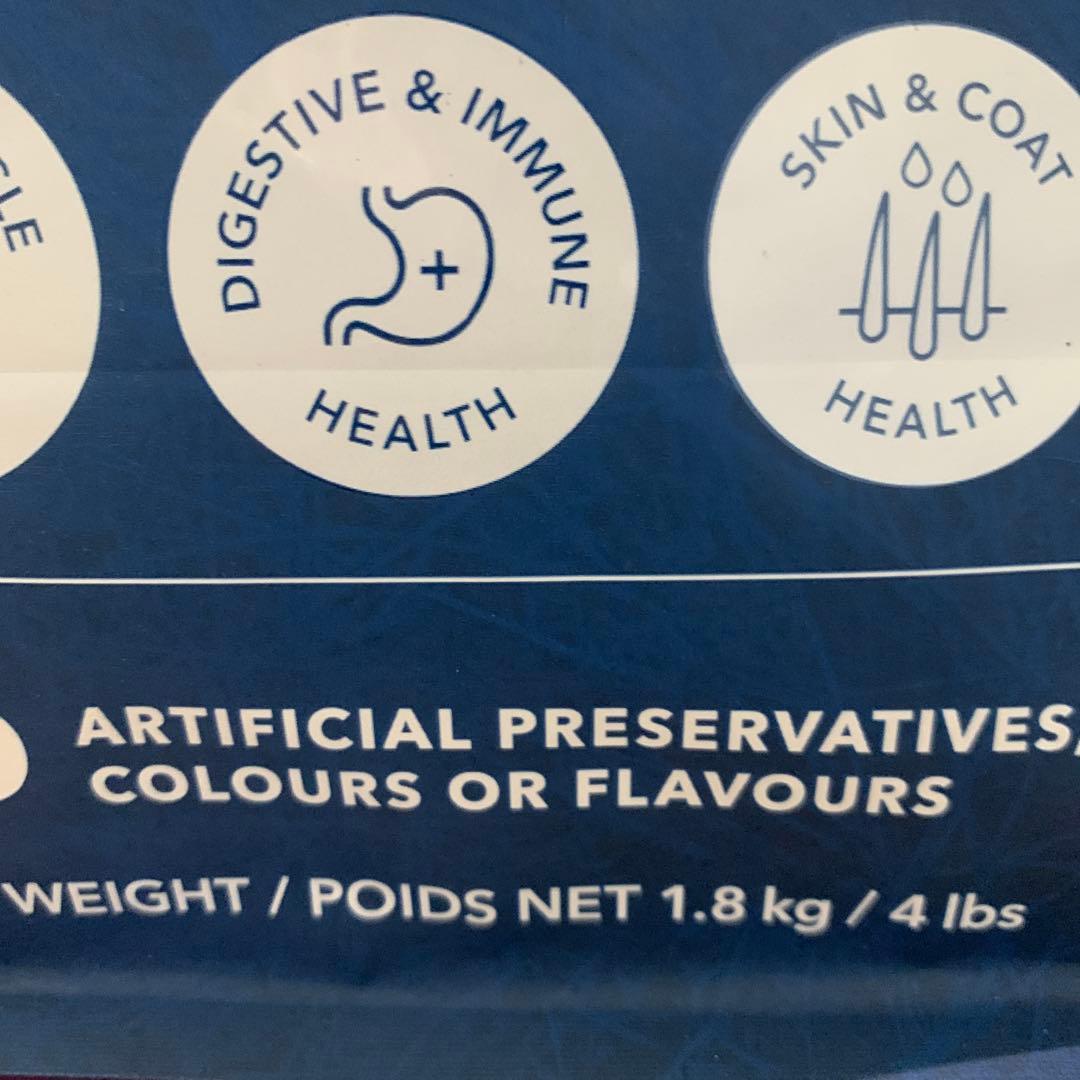 DIGESTIVE & IMMUNE
HEALTH
SKIN & COAT
HEALTH
ARTIFICIAL PRESERVATIVES,
COLOURS OR FLAVOURS
WEIGHT / POIDS NET 1.8 kg / 4 lbs